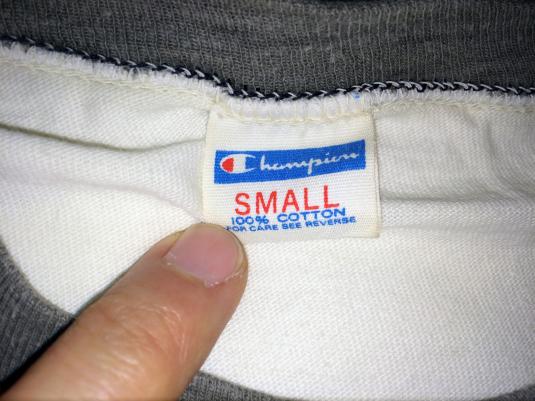 Champion
SMALL
100% COTTON
FOR CARE SEE REVERSE